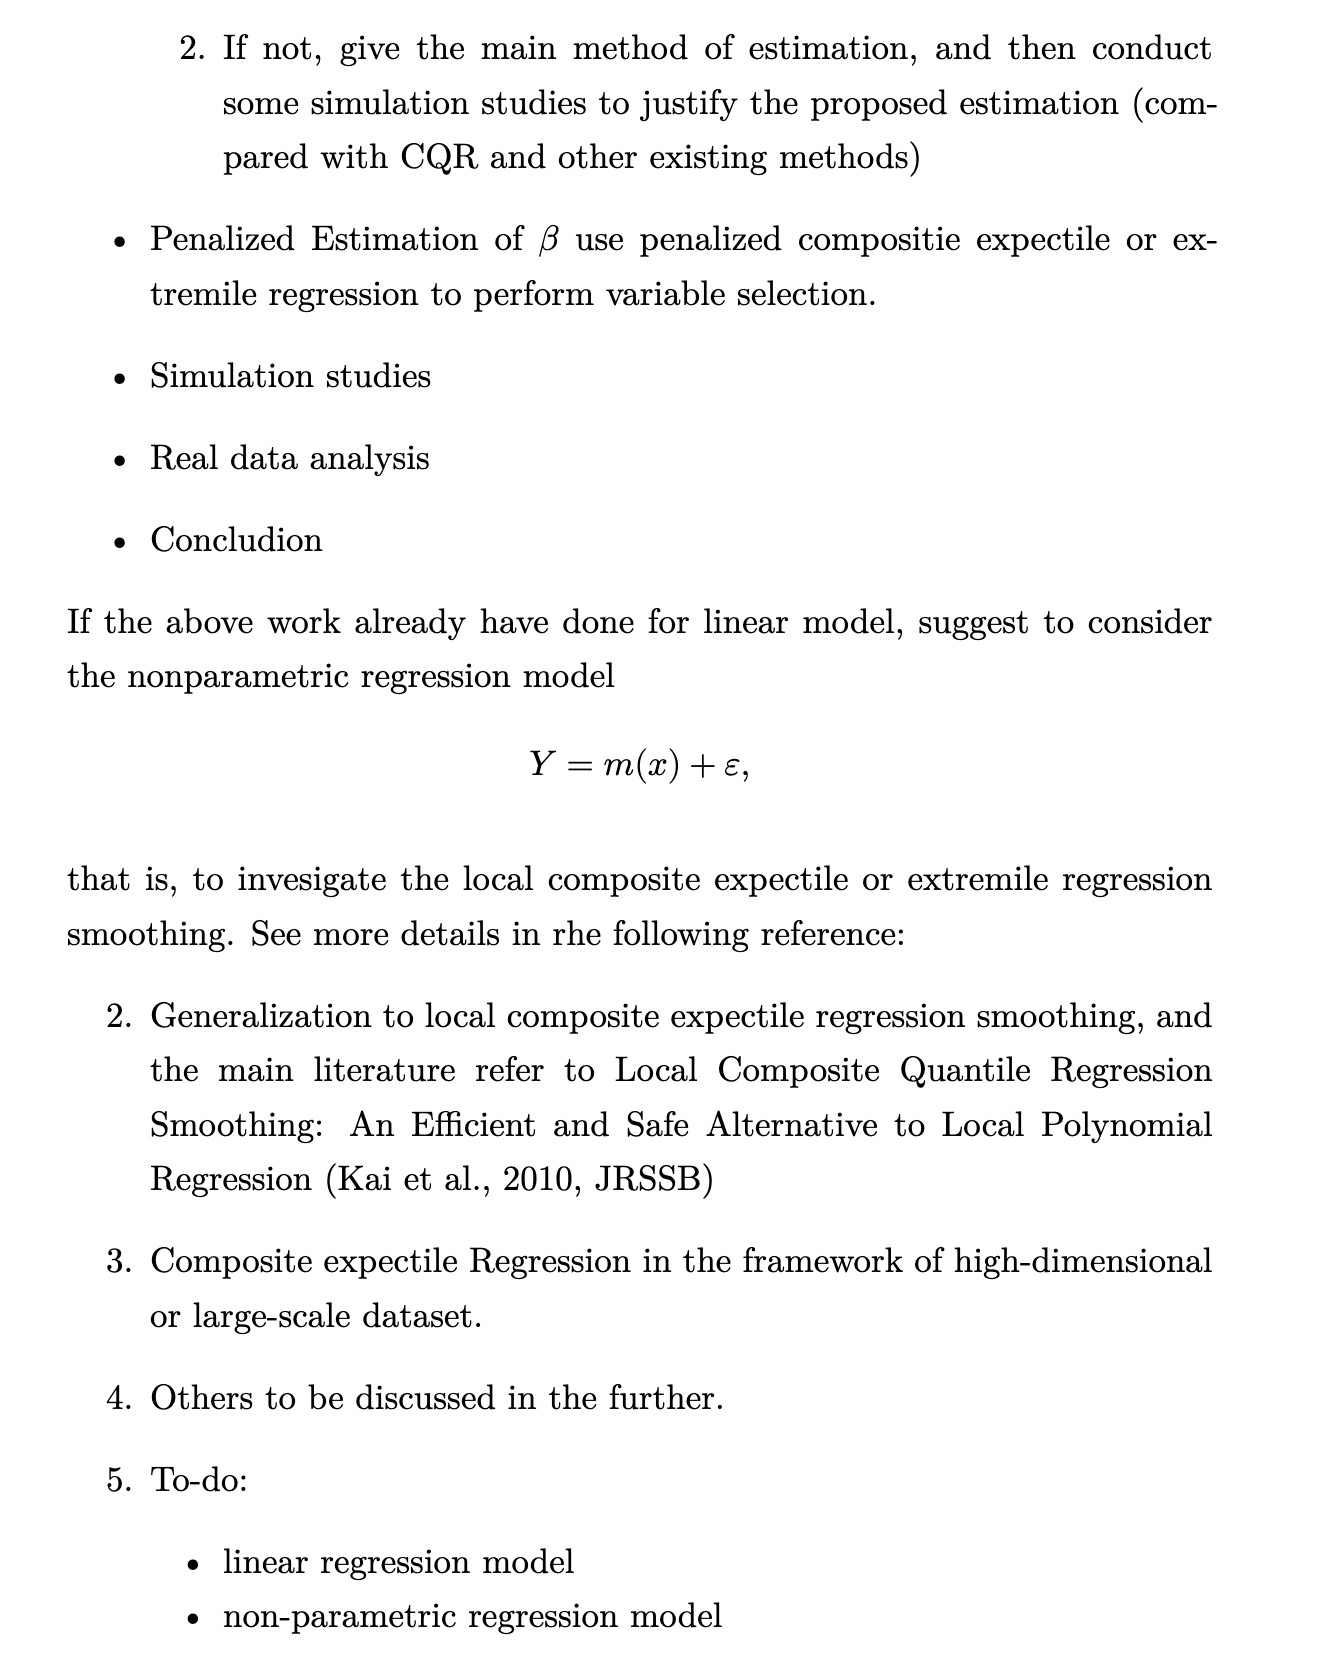 2. If not, give the main method of estimation, and then conduct
some simulation studies to justify the proposed estimation (com-
pared with CQR and other existing methods)
• Penalized Estimation of β use penalized compositie expectile or ex-
tremile regression to perform variable selection.
• Simulation studies
• Real data analysis
• Concludion
If the above work already have done for linear model, suggest to consider
the nonparametric regression model
Y = m(x) + ε,
that is, to invesigate the local composite expectile or extremile regression
smoothing. See more details in rhe following reference:
2. Generalization to local composite expectile regression smoothing, and
the main literature refer to Local Composite Quantile Regression
Smoothing: An Efficient and Safe Alternative to Local Polynomial
Regression (Kai et al., 2010, JRSSB)
3. Composite expectile Regression in the framework of high-dimensional
or large-scale dataset.
4. Others to be discussed in the further.
5. To-do:
• linear regression model
• non-parametric regression model